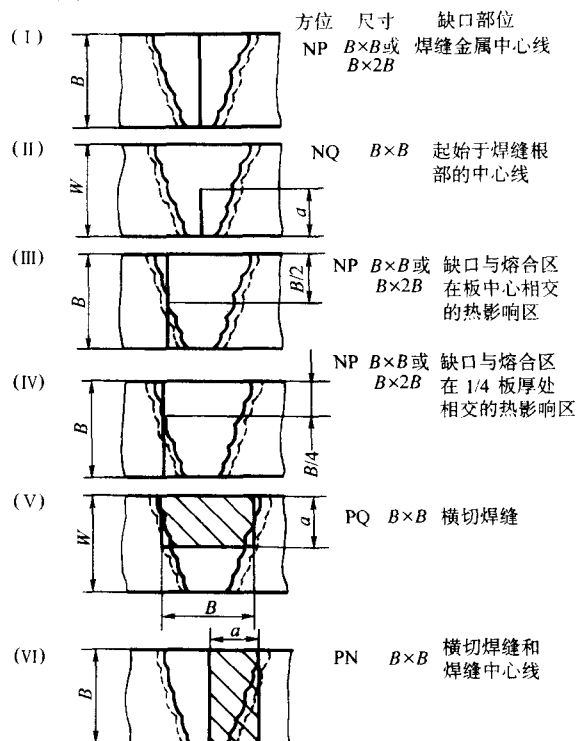 方位 尺寸 缺口部位
(Ⅰ) B NP B×B或 焊缝金属中心线
B×2B
(Ⅱ) W NQ B×B 起始于焊缝根
部的中心线
a
(Ⅲ) B B/2 NP B×B或 缺口与熔合区
B×2B 在板中心相交
的热影响区
(Ⅳ) B B/4 NP B×B或 缺口与熔合区
B×2B 在 1/4 板厚处
相交的热影响区
(Ⅴ) W a PQ B×B 横切焊缝
B
a
(Ⅵ) B PN B×B 横切焊缝和
焊缝中心线